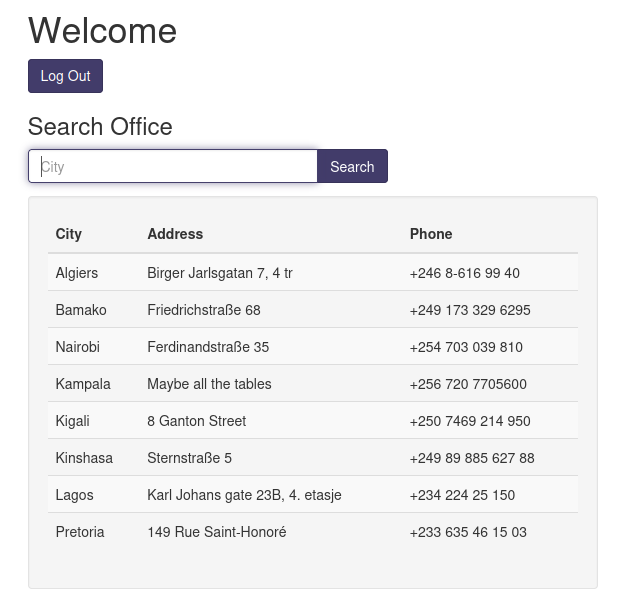 Welcome
Log Out
Search Office
City
Search
City Address Phone
Algiers Birger Jarlsgatan 7, 4 tr +246 8-616 99 40
Bamako Friedrichstraße 68 +249 173 329 6295
Nairobi Ferdinandstraße 35 +254 703 039 810
Kampala Maybe all the tables +256 720 7705600
Kigali 8 Ganton Street +250 7469 214 950
Kinshasa Sternstraße 5 +249 89 885 627 88
Lagos Karl Johans gate 23B, 4. etasje +234 224 25 150
Pretoria 149 Rue Saint-Honoré +233 635 46 15 03